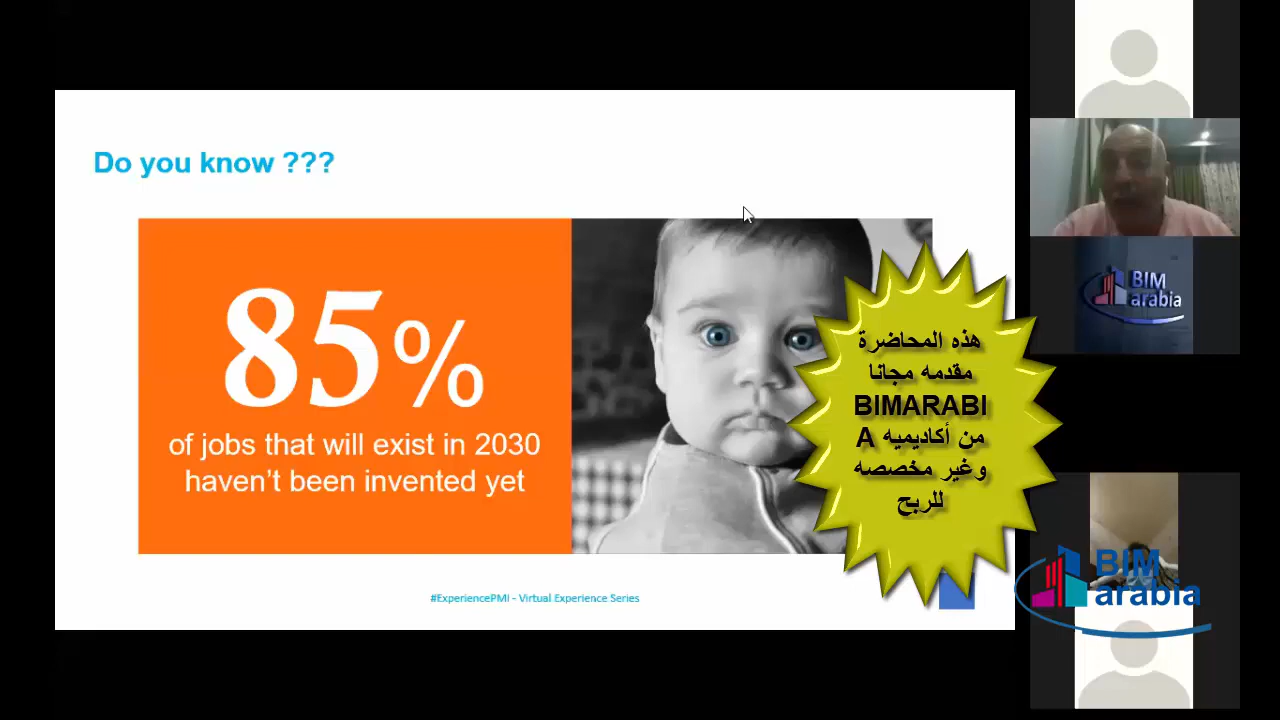 Do you know ???
85%
of jobs that will exist in 2030
haven't been invented yet
#ExperiencePMI - Virtual Experience Series
هذه المحاضرة
مقدمه مجانا
BIMARABI
من أكاديميه A
وغير مخصصه
للربح
BIM
arabia
BIM
arabia